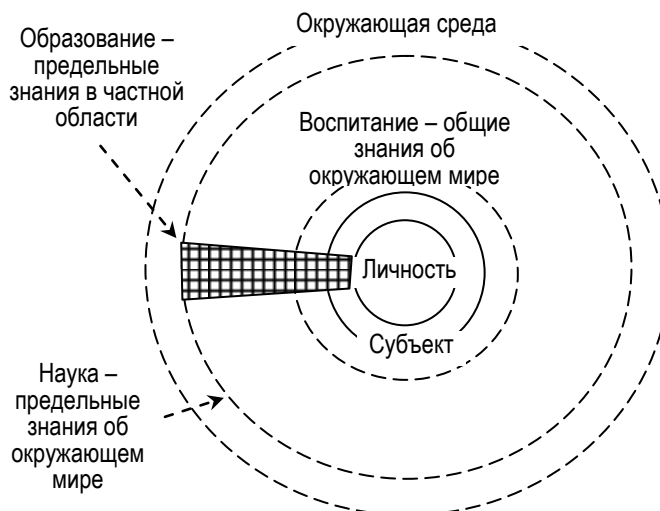 Окружающая среда
Образование –
предельные
знания в частной
области
Воспитание – общие
знания об
окружающем мире
Личность
Субъект
Наука –
предельные
знания об
окружающем
мире